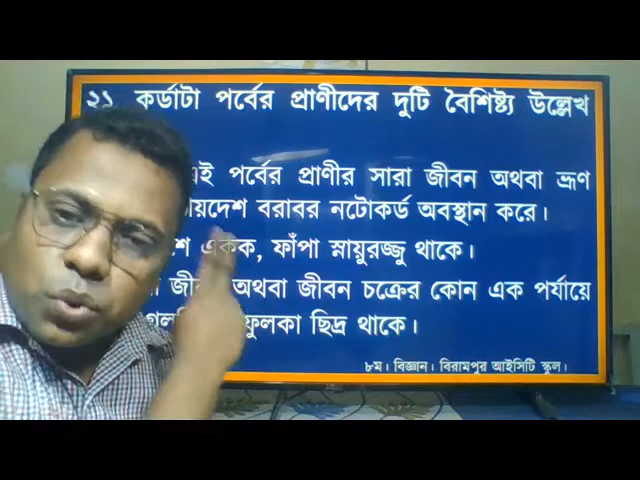 ২১ কর্ডাটা পর্বের প্রাণীদের দুটি বৈশিষ্ট্য উল্লেখ
এই পর্বের প্রাণীর সারা জীবন অথবা ভ্রূণ
বরাবর নটোকর্ড অবস্থান করে।
একক, ফাঁপা স্নায়ুরজ্জু থাকে।
অথবা জীবন চক্রের কোন এক পর্যায়ে
ফুলকা ছিদ্র থাকে।
৮ম। বিজ্ঞান। বিরামপুর আইসিটি স্কুল।